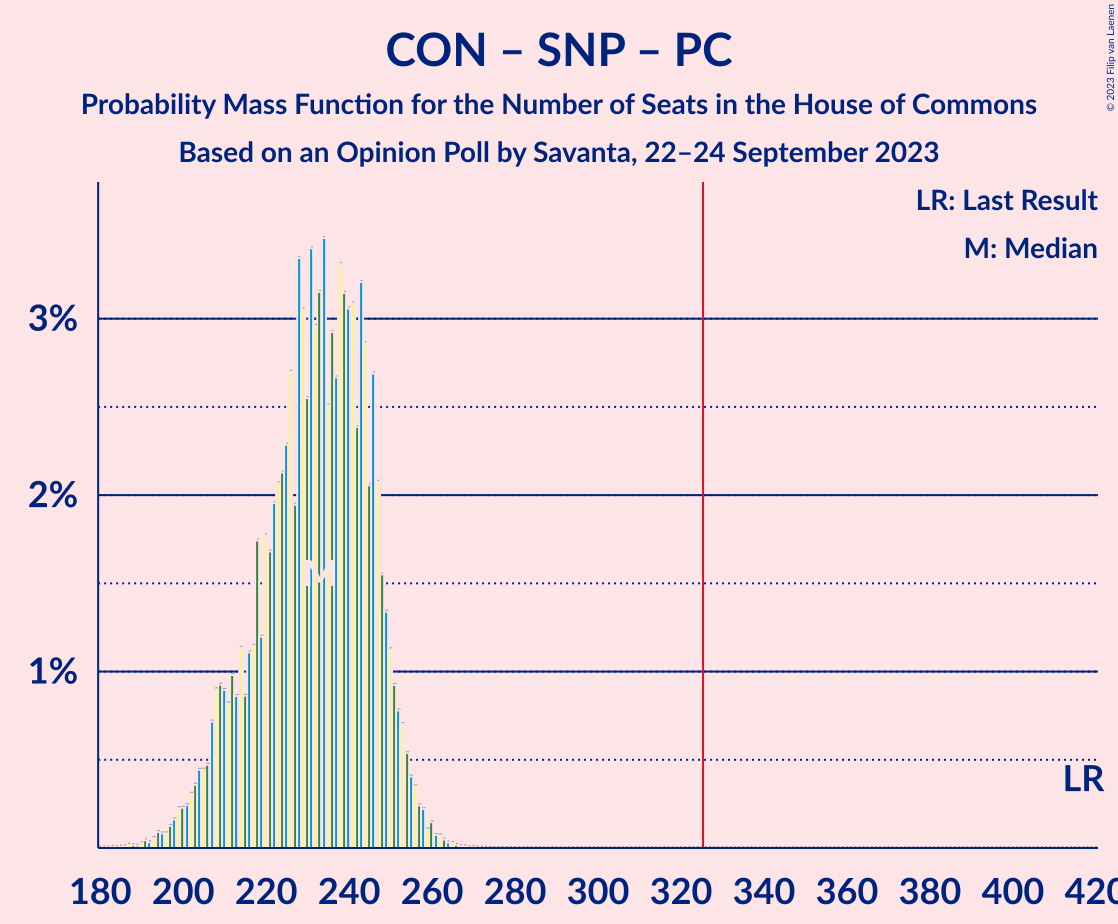 CON – SNP – PC
Probability Mass Function for the Number of Seats in the House of Commons
Based on an Opinion Poll by Savanta, 22–24 September 2023
© 2023 Filip van Laenen
LR: Last Result
M: Median
3%
2%
1%
M
LR
180 200 220 240 260 280 300 320 340 360 380 400 420